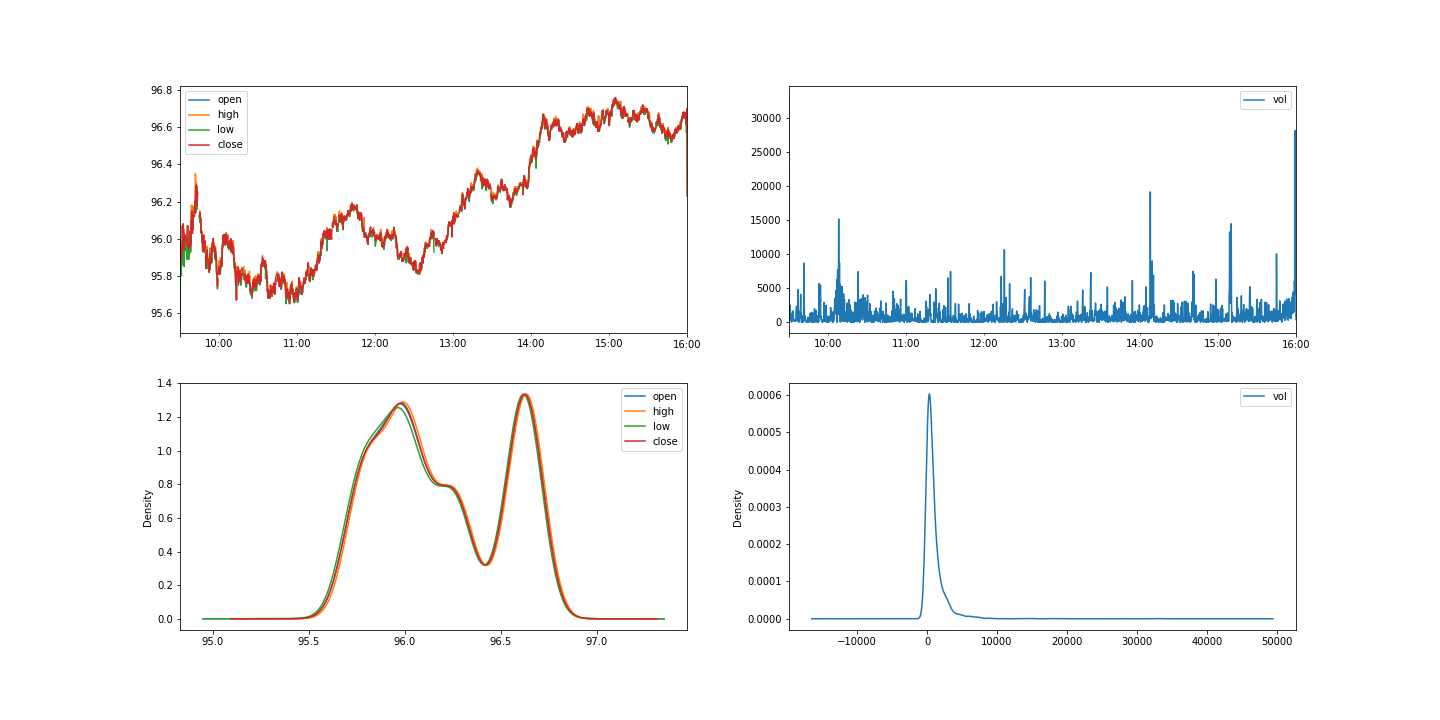 96.8
96.6
96.4
96.2
96.0
95.8
95.6
open
high
low
close
10:00 11:00 12:00 13:00 14:00 15:00 16:00
30000
25000
20000
15000
10000
5000
0
vol
10:00 11:00 12:00 13:00 14:00 15:00 16:00
Density
1.4
1.2
1.0
0.8
0.6
0.4
0.2
0.0
open
high
low
close
95.0 95.5 96.0 96.5 97.0
Density
0.0006
0.0005
0.0004
0.0003
0.0002
0.0001
0.0000
vol
−10000 0 10000 20000 30000 40000 50000